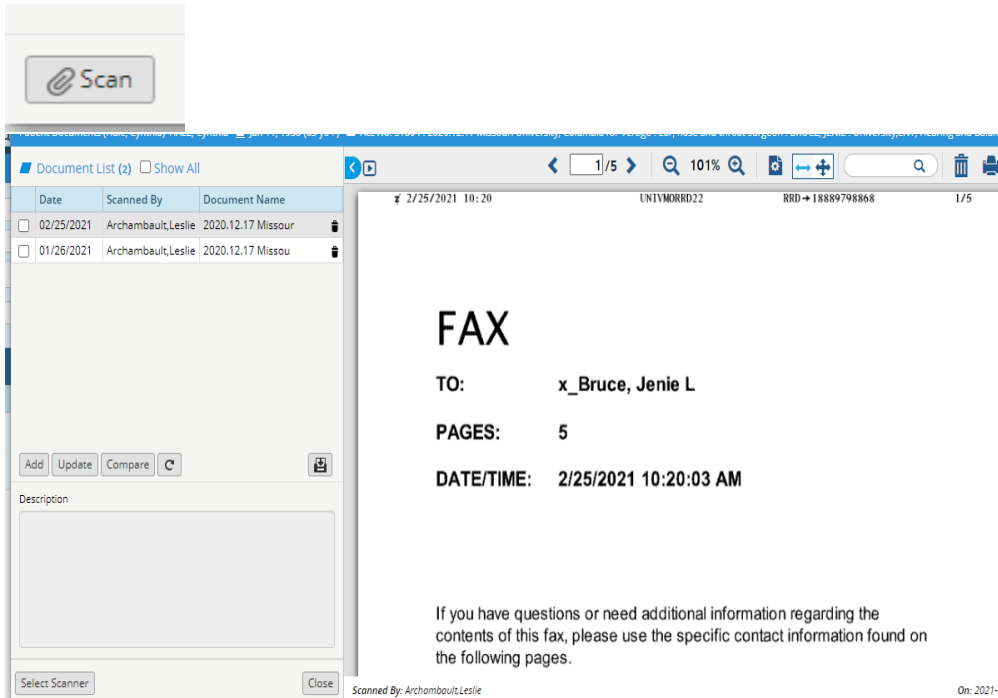 Scan
Document List (2) Show All
Date Scanned By Document Name
02/25/2021 Archambault,Leslie 2020.12.17 Missour
01/26/2021 Archambault,Leslie 2020.12.17 Missou
Add Update Compare
Description
Select Scanner Close
1/5 101%
2/25/2021 10:20 UNIVMORRD22 RRD→18889798868 1/5
FAX
TO: x_Bruce, Jenie L
PAGES: 5
DATE/TIME: 2/25/2021 10:20:03 AM
If you have questions or need additional information regarding the
contents of this fax, please use the specific contact information found on
the following pages.
Scanned By: Archambault,Leslie On: 2021-